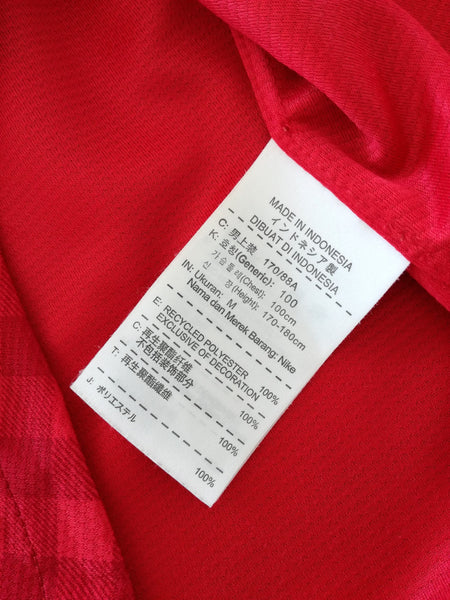 MADE IN INDONESIA
インドネシア製
DIBUAT DI INDONESIA
C: 男上装 170/88A
K: 호칭(Generic): 100
가슴둘레(Chest): 100cm
신 장(Height): 170-180cm
IN: Ukuran: M
Nama dan Merek Barang: Nike
E: RECYCLED POLYESTER
EXCLUSIVE OF DECORATION
100%
C: 再生聚酯纤维
不包括装饰部分
100%
T: 再生聚酯纖維
100%
J: ポリエステル
100%